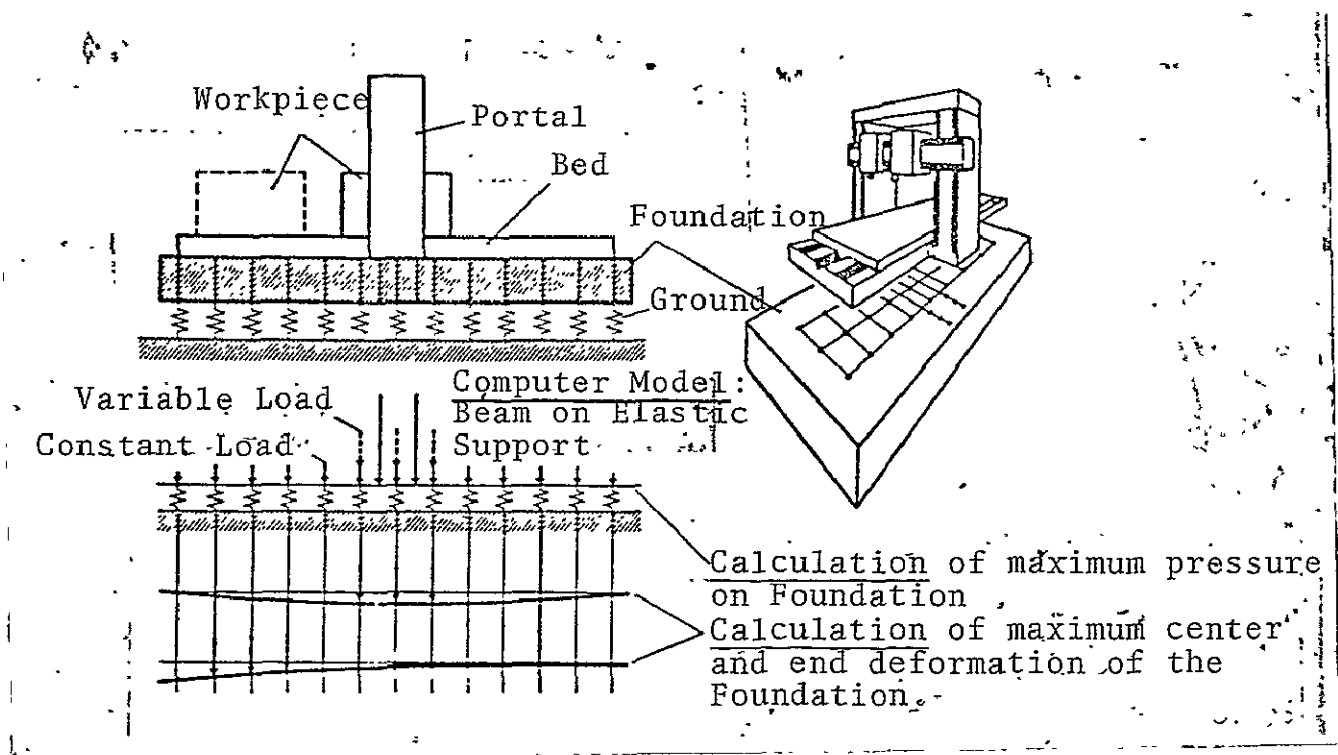 Workpiece
Portal
Bed
Foundation
Ground
Computer Model:
Beam on Elastic
Support
Variable Load
Constant Load
Calculation of maximum pressure
on Foundation
Calculation of maximum center
and end deformation of the
Foundation